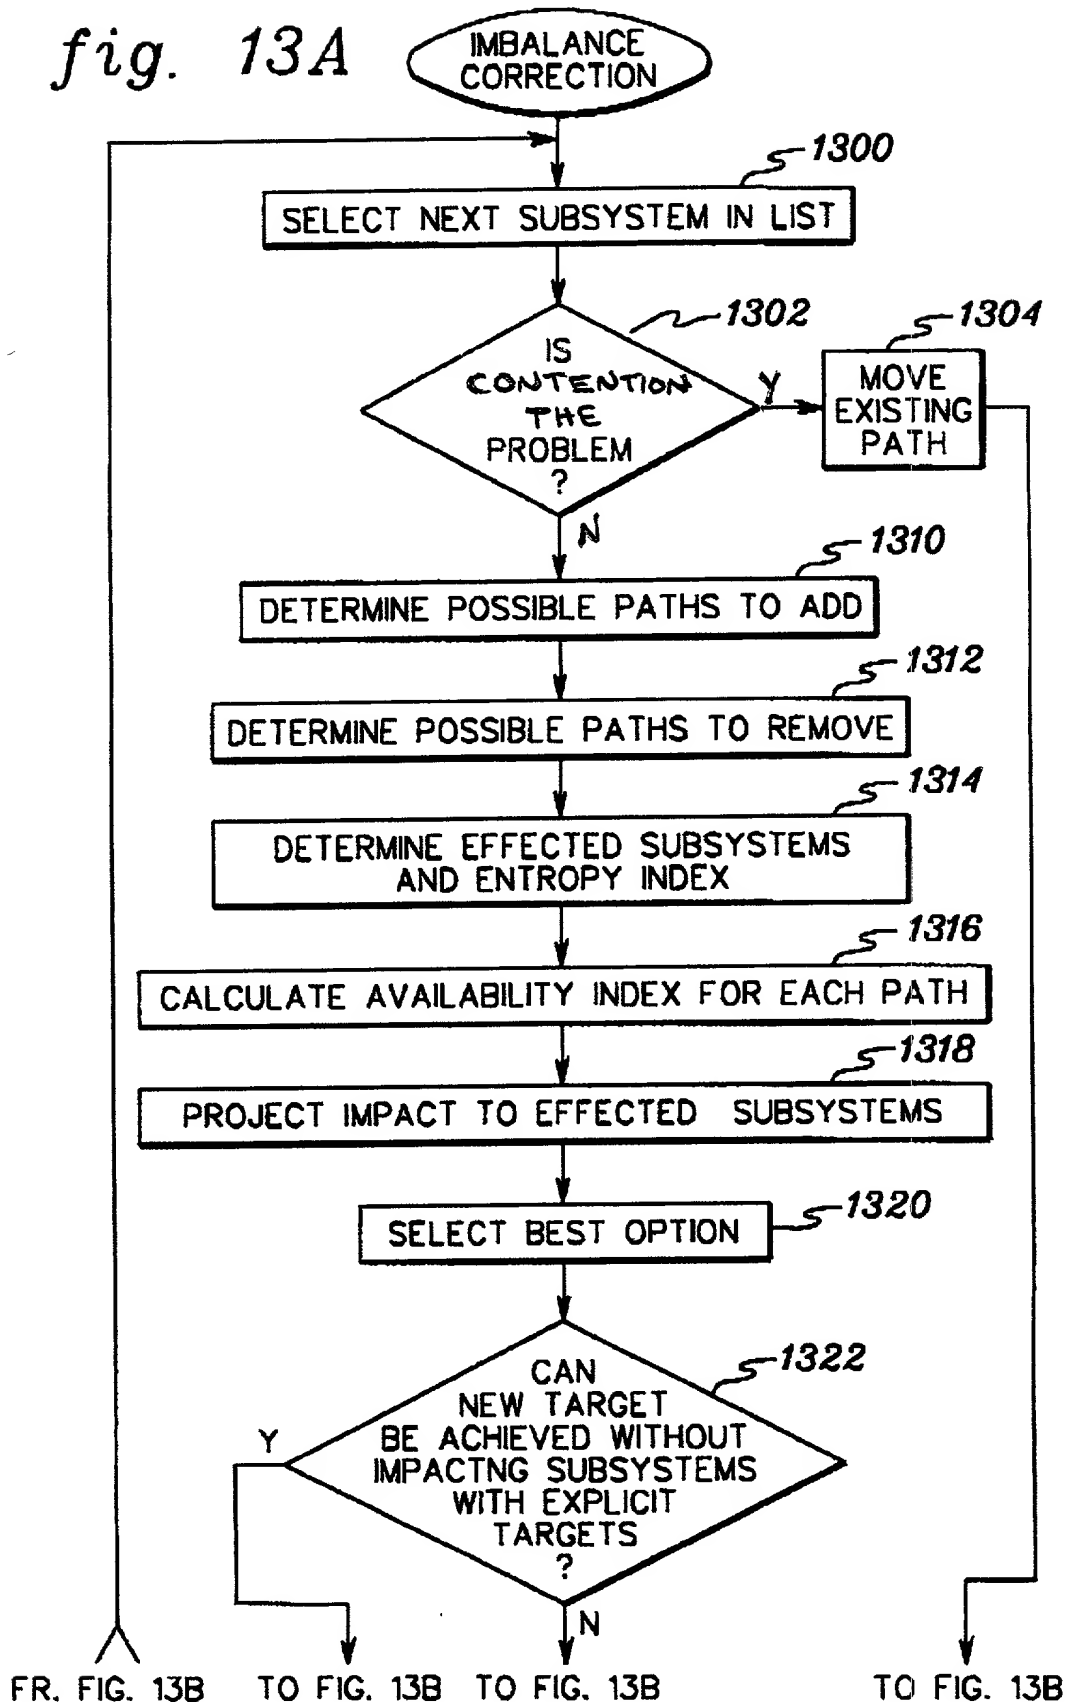 fig. 13A
IMBALANCE
CORRECTION
1300
SELECT NEXT SUBSYSTEM IN LIST
1302
IS
CONTENTION
THE
PROBLEM
?
Y
1304
MOVE
EXISTING
PATH
N
1310
DETERMINE POSSIBLE PATHS TO ADD
1312
DETERMINE POSSIBLE PATHS TO REMOVE
1314
DETERMINE EFFECTED SUBSYSTEMS
AND ENTROPY INDEX
1316
CALCULATE AVAILABILITY INDEX FOR EACH PATH
1318
PROJECT IMPACT TO EFFECTED SUBSYSTEMS
1320
SELECT BEST OPTION
1322
CAN
NEW TARGET
BE ACHIEVED WITHOUT
IMPACTNG SUBSYSTEMS
WITH EXPLICIT
TARGETS
?
Y
N
FR. FIG. 13B
TO FIG. 13B
TO FIG. 13B
TO FIG. 13B